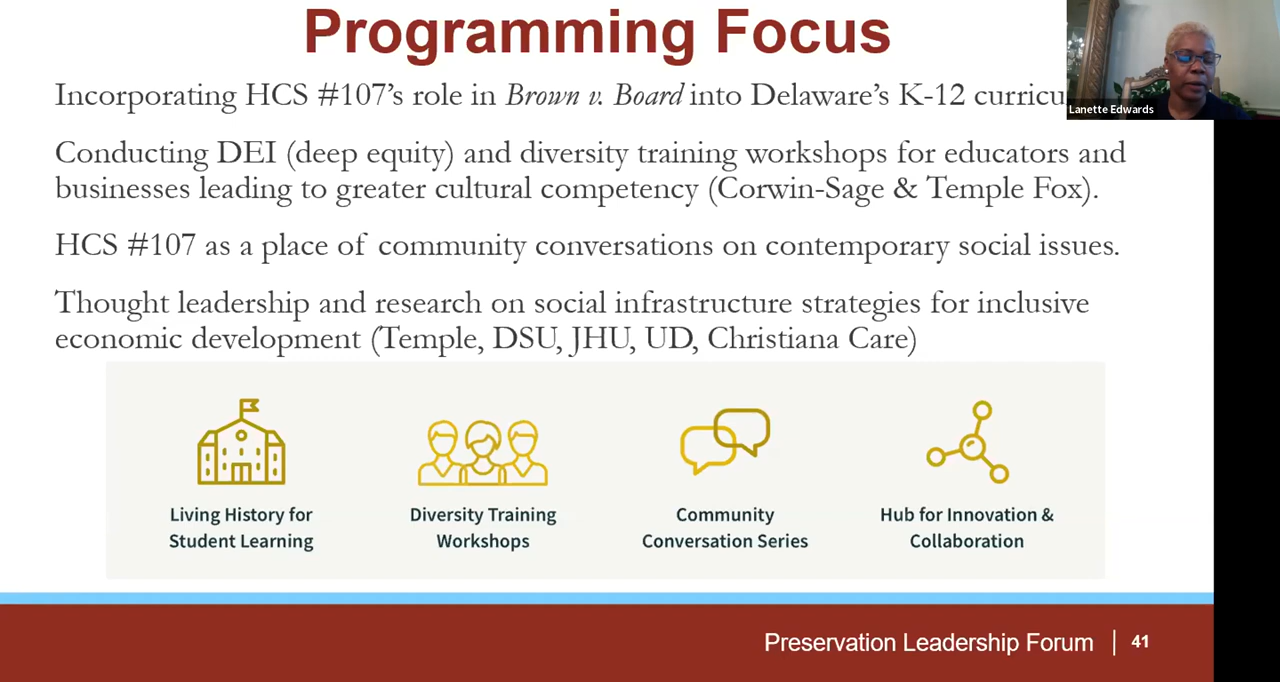 Programming Focus
Incorporating HCS #107’s role in Brown v. Board into Delaware’s K-12
Lanette Edwards
Conducting DEI (deep equity) and diversity training workshops for educators and
businesses leading to greater cultural competency (Corwin-Sage & Temple Fox).
HCS #107 as a place of community conversations on contemporary social issues.
Thought leadership and research on social infrastructure strategies for inclusive
economic development (Temple, DSU, JHU, UD, Christiana Care)
Living History for
Student Learning
Diversity Training
Workshops
Community
Conversation Series
Hub for Innovation &
Collaboration
Preservation Leadership Forum | 41